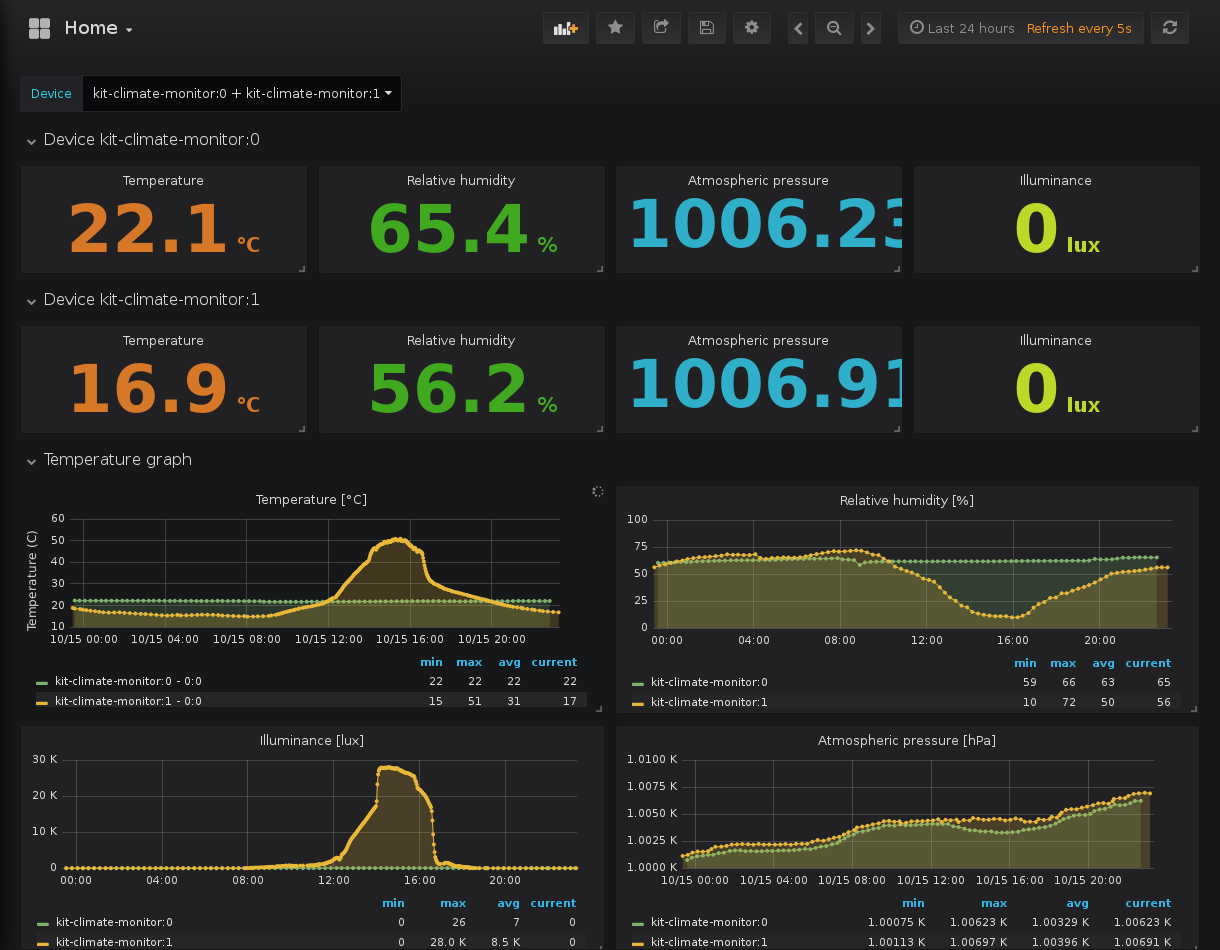 Home
Last 24 hours Refresh every 5s
Device kit-climate-monitor:0 + kit-climate-monitor:1
Device kit-climate-monitor:0
Temperature Relative humidity Atmospheric pressure Illuminance
22.1 °C 65.4 % 1006.23 0 lux
Device kit-climate-monitor:1
Temperature Relative humidity Atmospheric pressure Illuminance
16.9 °C 56.2 % 1006.91 0 lux
Temperature graph
Temperature [°C]
Temperature (C)
60
50
40
30
20
10
10/15 00:00 10/15 04:00 10/15 08:00 10/15 12:00 10/15 16:00 10/15 20:00
min max avg current
kit-climate-monitor:0 - 0:0 22 22 22 22
kit-climate-monitor:1 - 0:0 15 51 31 17
Relative humidity [%]
100
75
50
25
0
00:00 04:00 08:00 12:00 16:00 20:00
min max avg current
kit-climate-monitor:0 59 66 63 65
kit-climate-monitor:1 10 72 50 56
Illuminance [lux]
30 K
20 K
10 K
0
00:00 04:00 08:00 12:00 16:00 20:00
min max avg current
kit-climate-monitor:0 0 26 7 0
kit-climate-monitor:1 0 28.0 K 8.5 K 0
Atmospheric pressure [hPa]
1.0100 K
1.0075 K
1.0050 K
1.0025 K
1.0000 K
10/15 00:00 10/15 04:00 10/15 08:00 10/15 12:00 10/15 16:00 10/15 20:00
min max avg current
kit-climate-monitor:0 1.00075 K 1.00623 K 1.00329 K 1.00623 K
kit-climate-monitor:1 1.00113 K 1.00697 K 1.00396 K 1.00691 K